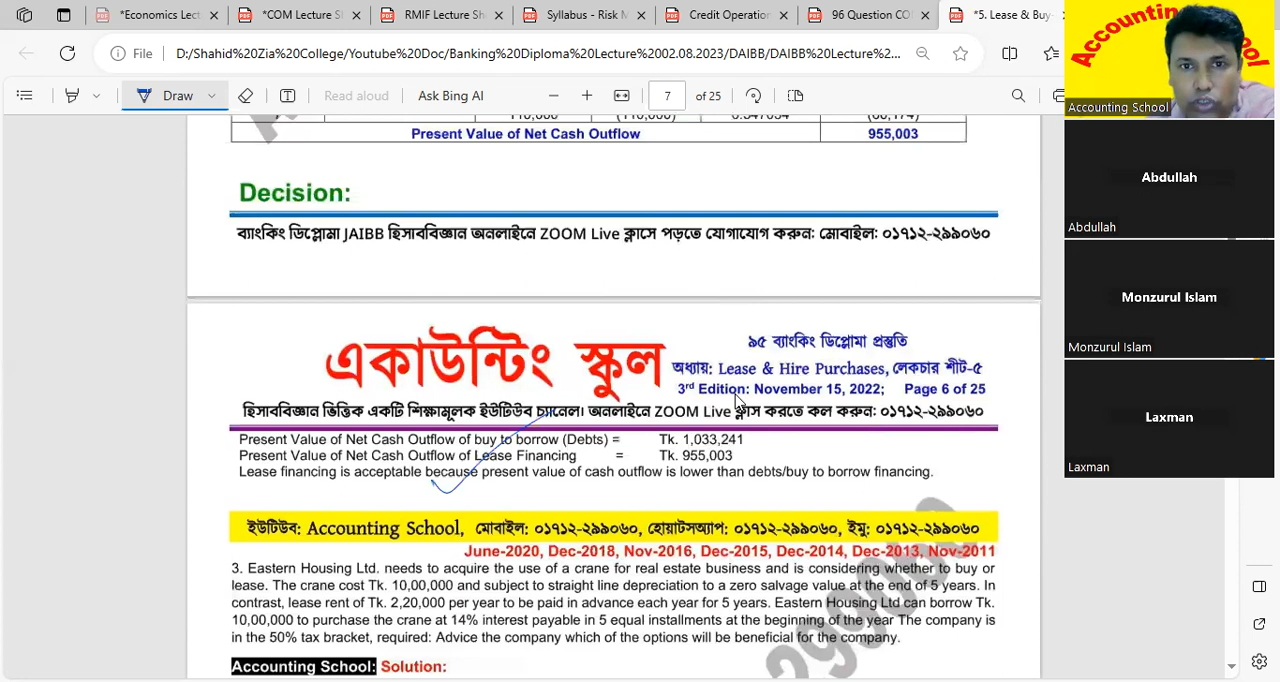 *Economics Lect
*COM Lecture S
RMIF Lecture Sh
Syllabus - Risk M
Credit Operation
96 Question CO
*5. Lease & Buy-
File
D:/Shahid%20Zia%20College/Youtube%20Doc/Banking%20Diploma%20Lecture%2002.08.2023/DAIBB/DAIBB%20Lecture%2...
Draw
Read aloud
Ask Bing AI
7
of 25
Present Value of Net Cash Outflow 955,003
Decision:
ব্যাংকিং ডিপ্লোমা JAIBB হিসাববিজ্ঞান অনলাইনে ZOOM Live ক্লাসে পড়তে যোগাযোগ করুন: মোবাইল: ০১৭১২-২৯৯০৬০
একাউন্টিং স্কুল
৯৫ ব্যাংকিং ডিপ্লোমা প্রস্তুতি
অধ্যায়: Lease & Hire Purchases, লেকচার শীট-৫
3rd Edition: November 15, 2022; Page 6 of 25
হিসাববিজ্ঞান ভিত্তিক একটি শিক্ষামূলক ইউটিউব চ্যানেল। অনলাইনে ZOOM Live ক্লাস করতে কল করুন: ০১৭১২-২৯৯০৬০
Present Value of Net Cash Outflow of buy to borrow (Debts) = Tk. 1,033,241
Present Value of Net Cash Outflow of Lease Financing = Tk. 955,003
Lease financing is acceptable because present value of cash outflow is lower than debts/buy to borrow financing.
ইউটিউব: Accounting School, মোবাইল: ০১৭১২-২৯৯০৬০, হোয়াটসঅ্যাপ: ০১৭১২-২৯৯০৬০, ইমু: ০১৭১২-২৯৯০৬০
June-2020, Dec-2018, Nov-2016, Dec-2015, Dec-2014, Dec-2013, Nov-2011
3. Eastern Housing Ltd. needs to acquire the use of a crane for real estate business and is considering whether to buy or
lease. The crane cost Tk. 10,00,000 and subject to straight line depreciation to a zero salvage value at the end of 5 years. In
contrast, lease rent of Tk. 2,20,000 per year to be paid in advance each year for 5 years. Eastern Housing Ltd can borrow Tk.
10,00,000 to purchase the crane at 14% interest payable in 5 equal installments at the beginning of the year The company is
in the 50% tax bracket, required: Advice the company which of the options will be beneficial for the company.
Accounting School: Solution:
299060
Accounting School
Accounting School
Abdullah
Abdullah
Monzurul Islam
Monzurul Islam
Laxman
Laxman